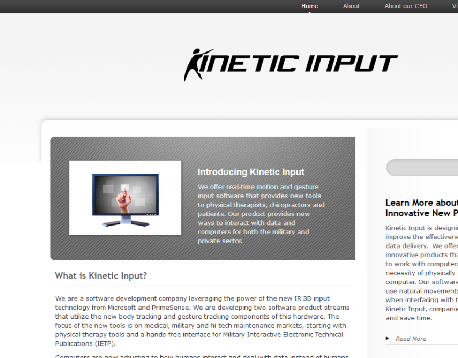 Home About About our CEO
KINETIC INPUT
Introducing Kinetic Input
We offer real-time motion and gesture
input software that provides new tools
to physical therapists, chiropractors and
patients. Our product provides new
ways to interact with data and
computers for both the military and
private sector.
What is Kinetic Input?
We are a software development company leveraging the power of the new IR 3D input
technology from Microsoft and PrimeSense. We are developing two software product streams
that utilize the new body tracking and gesture tracking components of this hardware. The
focus of the new tools is on medical, military and hi tech maintenance markets, starting with
physical therapy tools and a hands-free interface for Military Interactive Electronic Technical
Publications (IETP).
Computers are now adjusting to how humans interact and deal with data instead of humans
Learn More about
Innovative New P
Kinetic Input is design
improve the effectivene
data delivery. We offe
innovative products tha
to work with computer
necessity of physically
computer. Our softwar
use natural movements
when interfacing with t
Kinetic Input, companie
and save time.
Read More